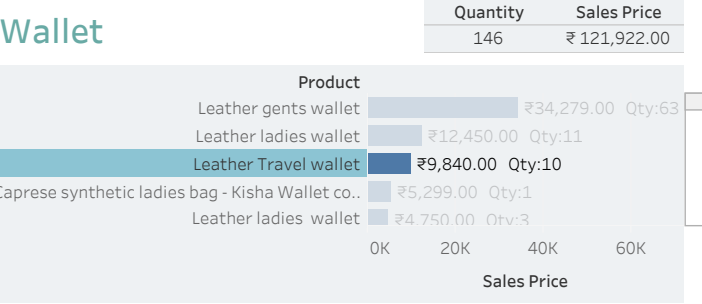 Wallet
Quantity Sales Price
146 ₹ 121,922.00
Product
Leather gents wallet ₹34,279.00 Qty:63
Leather ladies wallet ₹12,450.00 Qty:11
Leather Travel wallet ₹9,840.00 Qty:10
Caprese synthetic ladies bag - Kisha Wallet co.. ₹5,299.00 Qty:1
Leather ladies wallet ₹4,750.00 Qty:3
0K 20K 40K 60K
Sales Price